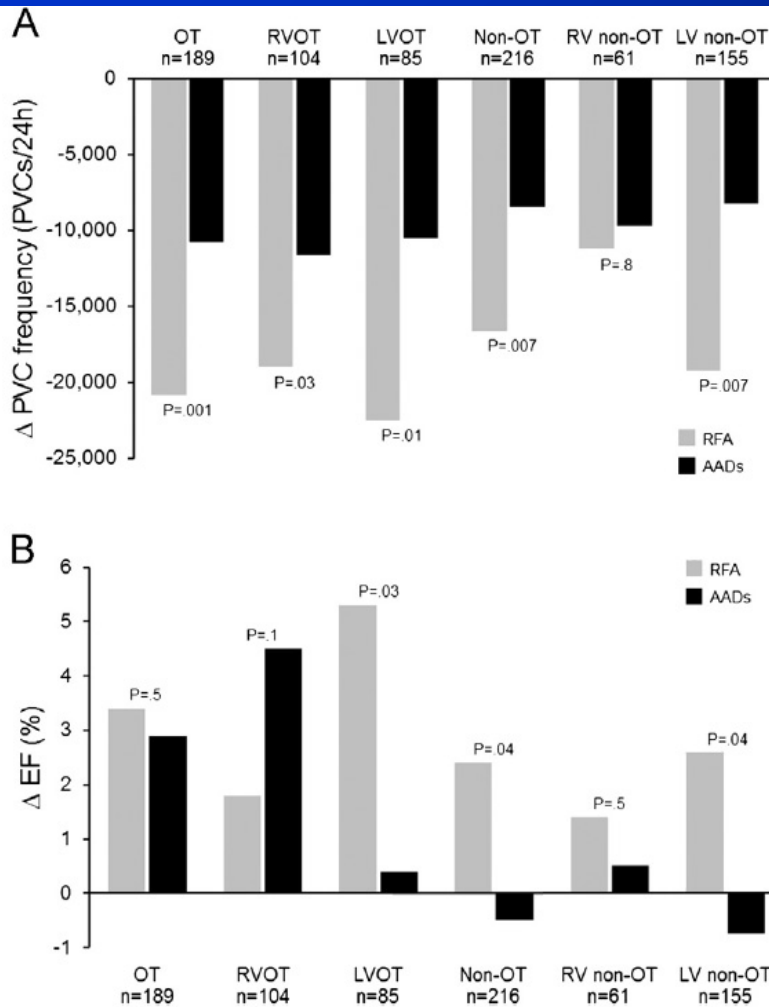 A
OT RVOT LVOT Non-OT RV non-OT LV non-OT
n=189 n=104 n=85 n=216 n=61 n=155
Δ PVC frequency (PVCs/24h)
0
-5,000
-10,000
-15,000
-20,000
-25,000
P=.001
P=.03
P=.01
P=.007
P=.8
P=.007
RFA
AADs
B
Δ EF (%)
6
5
4
3
2
1
0
-1
P=.5
P=.1
P=.03
P=.04
P=.5
P=.04
RFA
AADs
OT RVOT LVOT Non-OT RV non-OT LV non-OT
n=189 n=104 n=85 n=216 n=61 n=155